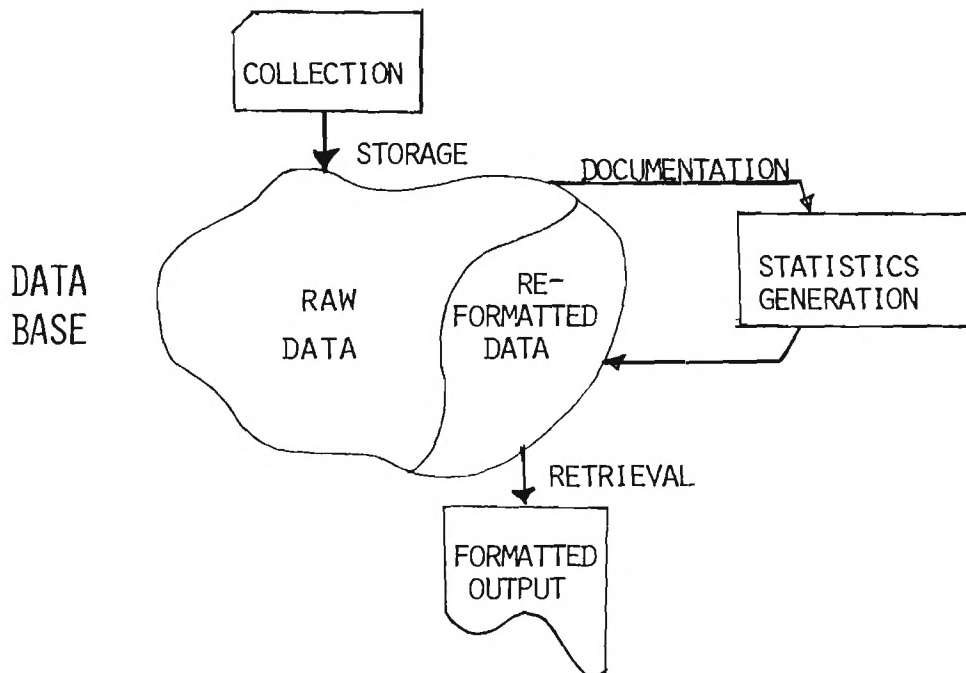 COLLECTION
STORAGE
DOCUMENTATION
STATISTICS
GENERATION
DATA
BASE
RAW
DATA
RE-
FORMATTED
DATA
RETRIEVAL
FORMATTED
OUTPUT